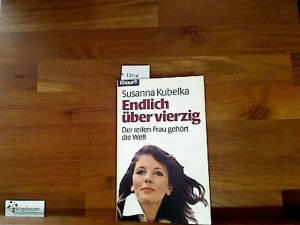 Knaur
Susanna Kubelka
Endlich
über vierzig
Der reifen Frau gehört
die Welt